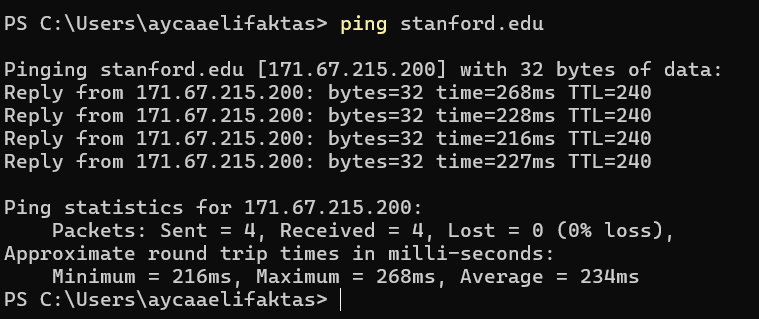 PS C:\Users\aycaaelifaktas> ping stanford.edu
Pinging stanford.edu [171.67.215.200] with 32 bytes of data:
Reply from 171.67.215.200: bytes=32 time=268ms TTL=240
Reply from 171.67.215.200: bytes=32 time=228ms TTL=240
Reply from 171.67.215.200: bytes=32 time=216ms TTL=240
Reply from 171.67.215.200: bytes=32 time=227ms TTL=240
Ping statistics for 171.67.215.200:
    Packets: Sent = 4, Received = 4, Lost = 0 (0% loss),
Approximate round trip times in milli-seconds:
    Minimum = 216ms, Maximum = 268ms, Average = 234ms
PS C:\Users\aycaaelifaktas>